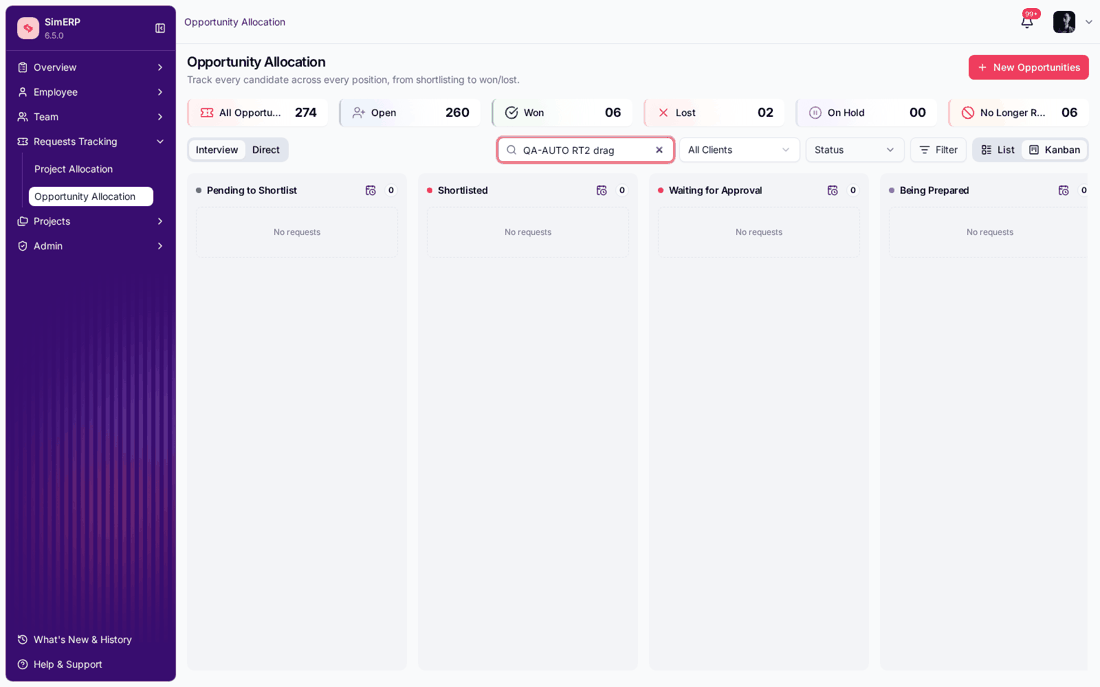 SimERP
6.5.0
Overview
Employee
Team
Requests Tracking
Project Allocation
Opportunity Allocation
Projects
Admin
What's New & History
Help & Support
Opportunity Allocation
99+
Opportunity Allocation
Track every candidate across every position, from shortlisting to won/lost.
+ New Opportunities
All Opportu... 274
Open 260
Won 06
Lost 02
On Hold 00
No Longer R... 06
Interview Direct
QA-AUTO RT2 drag
All Clients
Status
Filter
List Kanban
Pending to Shortlist 0
No requests
Shortlisted 0
No requests
Waiting for Approval 0
No requests
Being Prepared 0
No requests